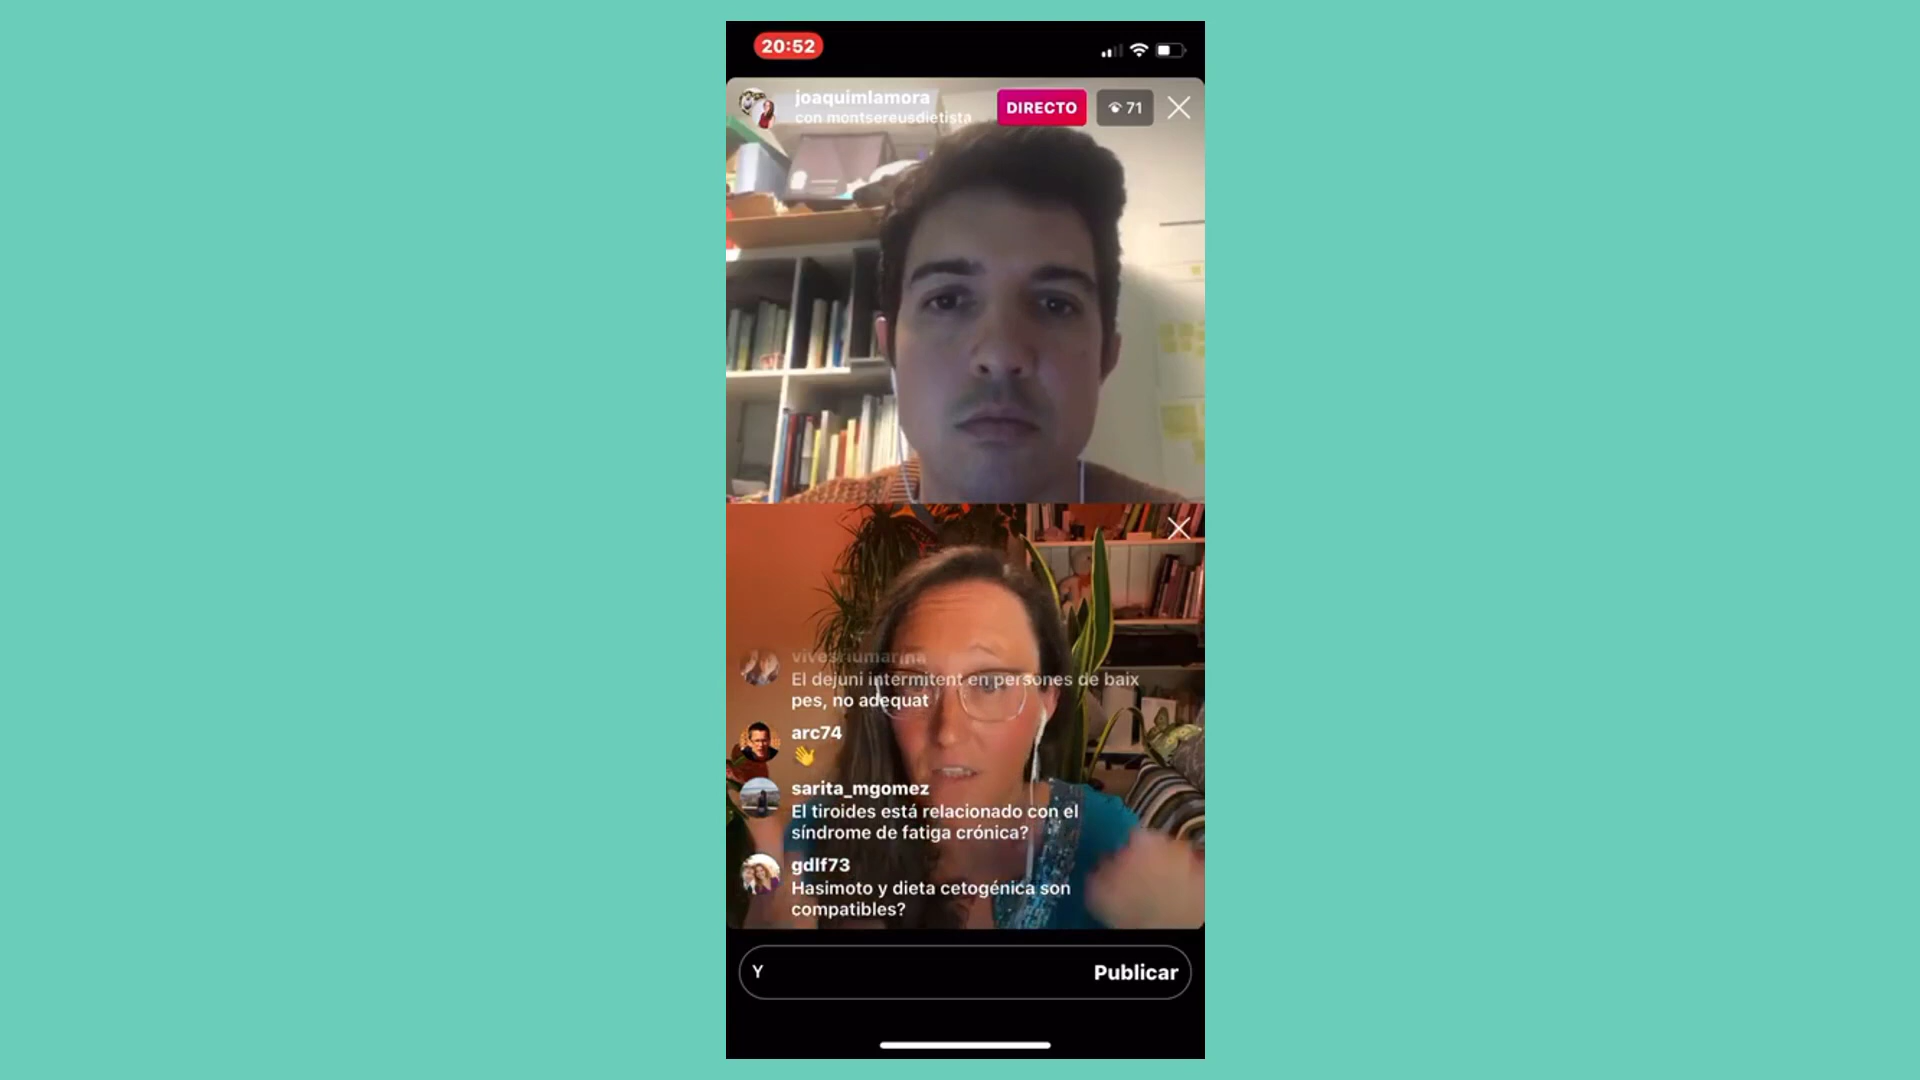 20:52
joaquimlamora
con montsereusdietista
DIRECTO
71
El dejuni intermitent en persones de baix
pes, no adequat
arc74
sarita_mgomez
El tiroides está relacionado con el
síndrome de fatiga crónica?
gdlf73
Hasimoto y dieta cetogénica son
compatibles?
Y
Publicar